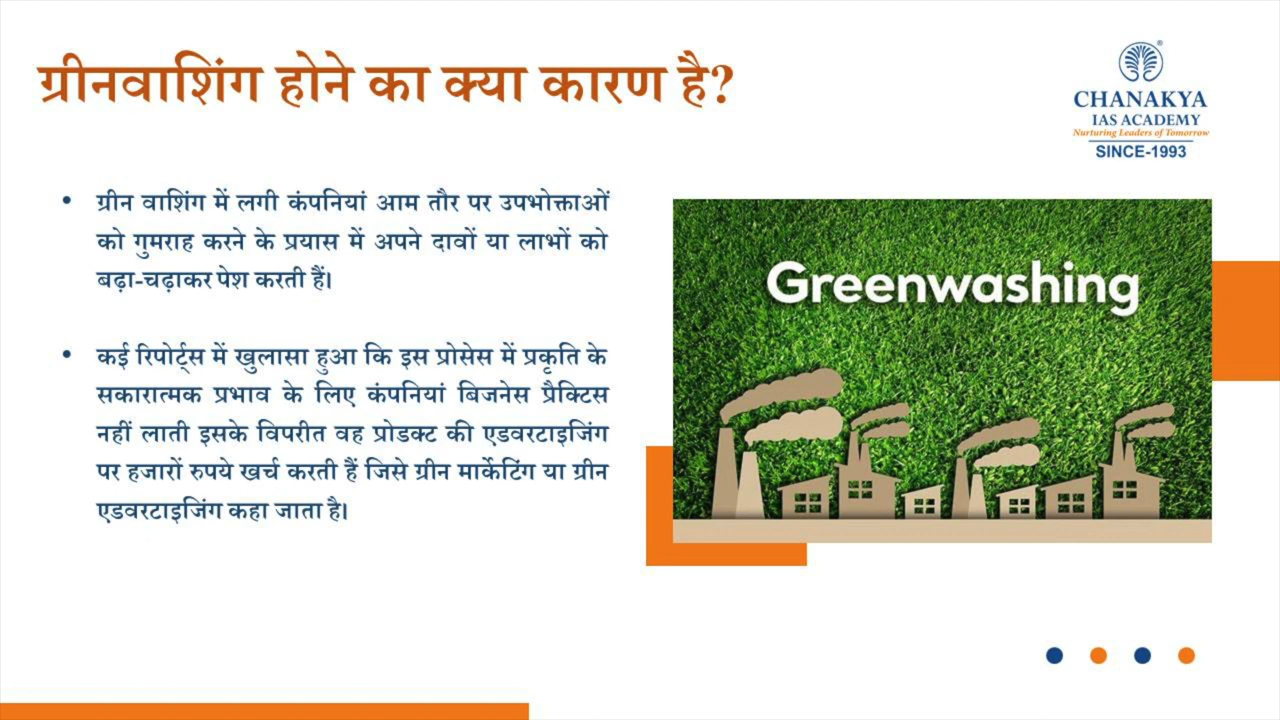 ग्रीनवाशिंग होने का क्या कारण है?
CHANAKYA
IAS ACADEMY
Nurturing Leaders of Tomorrow
SINCE-1993
• ग्रीन वाशिंग में लगी कंपनियां आम तौर पर उपभोक्ताओं
को गुमराह करने के प्रयास में अपने दावों या लाभों को
बढ़ा-चढ़ाकर पेश करती हैं।
• कई रिपोर्ट्स में खुलासा हुआ कि इस प्रोसेस में प्रकृति के
सकारात्मक प्रभाव के लिए कंपनियां बिजनेस प्रैक्टिस
नहीं लाती इसके विपरीत वह प्रोडक्ट की एडवरटाइजिंग
पर हजारों रुपये खर्च करती हैं जिसे ग्रीन मार्केटिंग या ग्रीन
एडवरटाइजिंग कहा जाता है।
Greenwashing